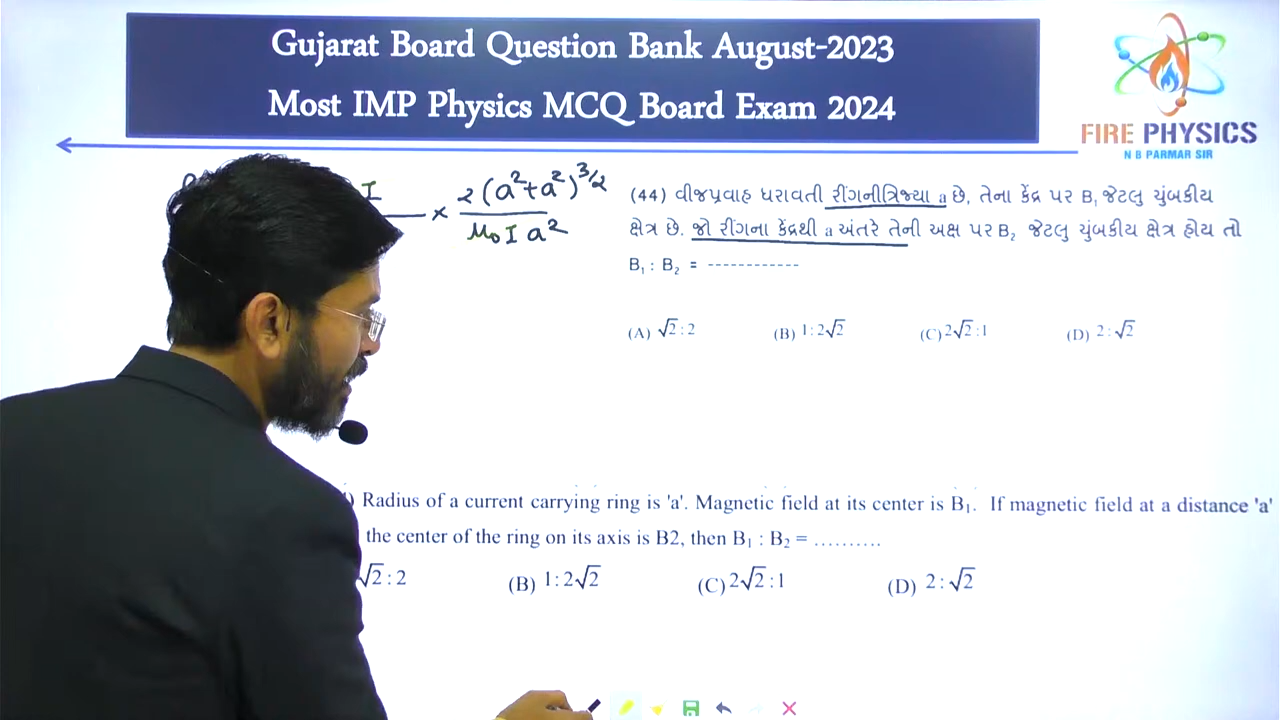 Gujarat Board Question Bank August-2023
Most IMP Physics MCQ Board Exam 2024
FIRE PHYSICS
N B PARMAR SIR
I × 2 (a²+a²)^3/2
μ₀ I a²
(44) વીજપ્રવાહ ધરાવતી રીંગનીત્રિજ્યા a છે, તેના કેંદ્ર પર B₁ જેટલુ ચુંબકીય
ક્ષેત્ર છે. જો રીંગના કેંદ્રથી a અંતરે તેની અક્ષ પર B₂ જેટલુ ચુંબકીય ક્ષેત્ર હોય તો
B₁ : B₂ = ------------
(A) √2 : 2 (B) 1 : 2√2 (C) 2√2 : 1 (D) 2 : √2
) Radius of a current carrying ring is 'a'. Magnetic field at its center is B₁. If magnetic field at a distance 'a'
the center of the ring on its axis is B2, then B₁ : B₂ = ..........
√2 : 2 (B) 1 : 2√2 (C) 2√2 : 1 (D) 2 : √2